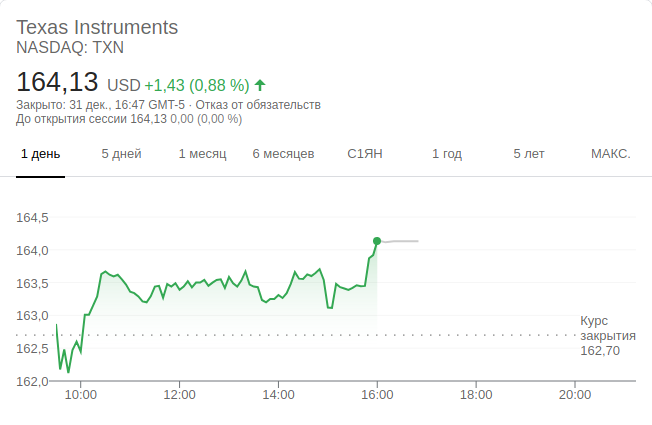 Texas Instruments
NASDAQ: TXN
164,13 USD +1,43 (0,88 %)
Закрыто: 31 дек., 16:47 GMT-5 · Отказ от обязательств
До открытия сессии 164,13 0,00 (0,00 %)
1 день 5 дней 1 месяц 6 месяцев С1ЯН 1 год 5 лет МАКС.
164,5
164,0
163,5
163,0
Курс
закрытия
162,70
162,5
162,0
10:00 12:00 14:00 16:00 18:00 20:00